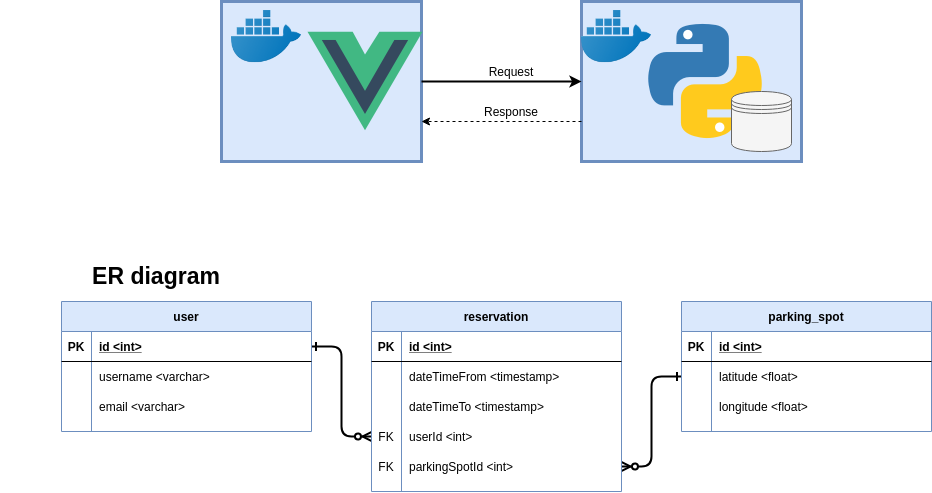 Request
Response
ER diagram
user
PK id <int>
username <varchar>
email <varchar>
reservation
PK id <int>
dateTimeFrom <timestamp>
dateTimeTo <timestamp>
FK userId <int>
FK parkingSpotId <int>
parking_spot
PK id <int>
latitude <float>
longitude <float>